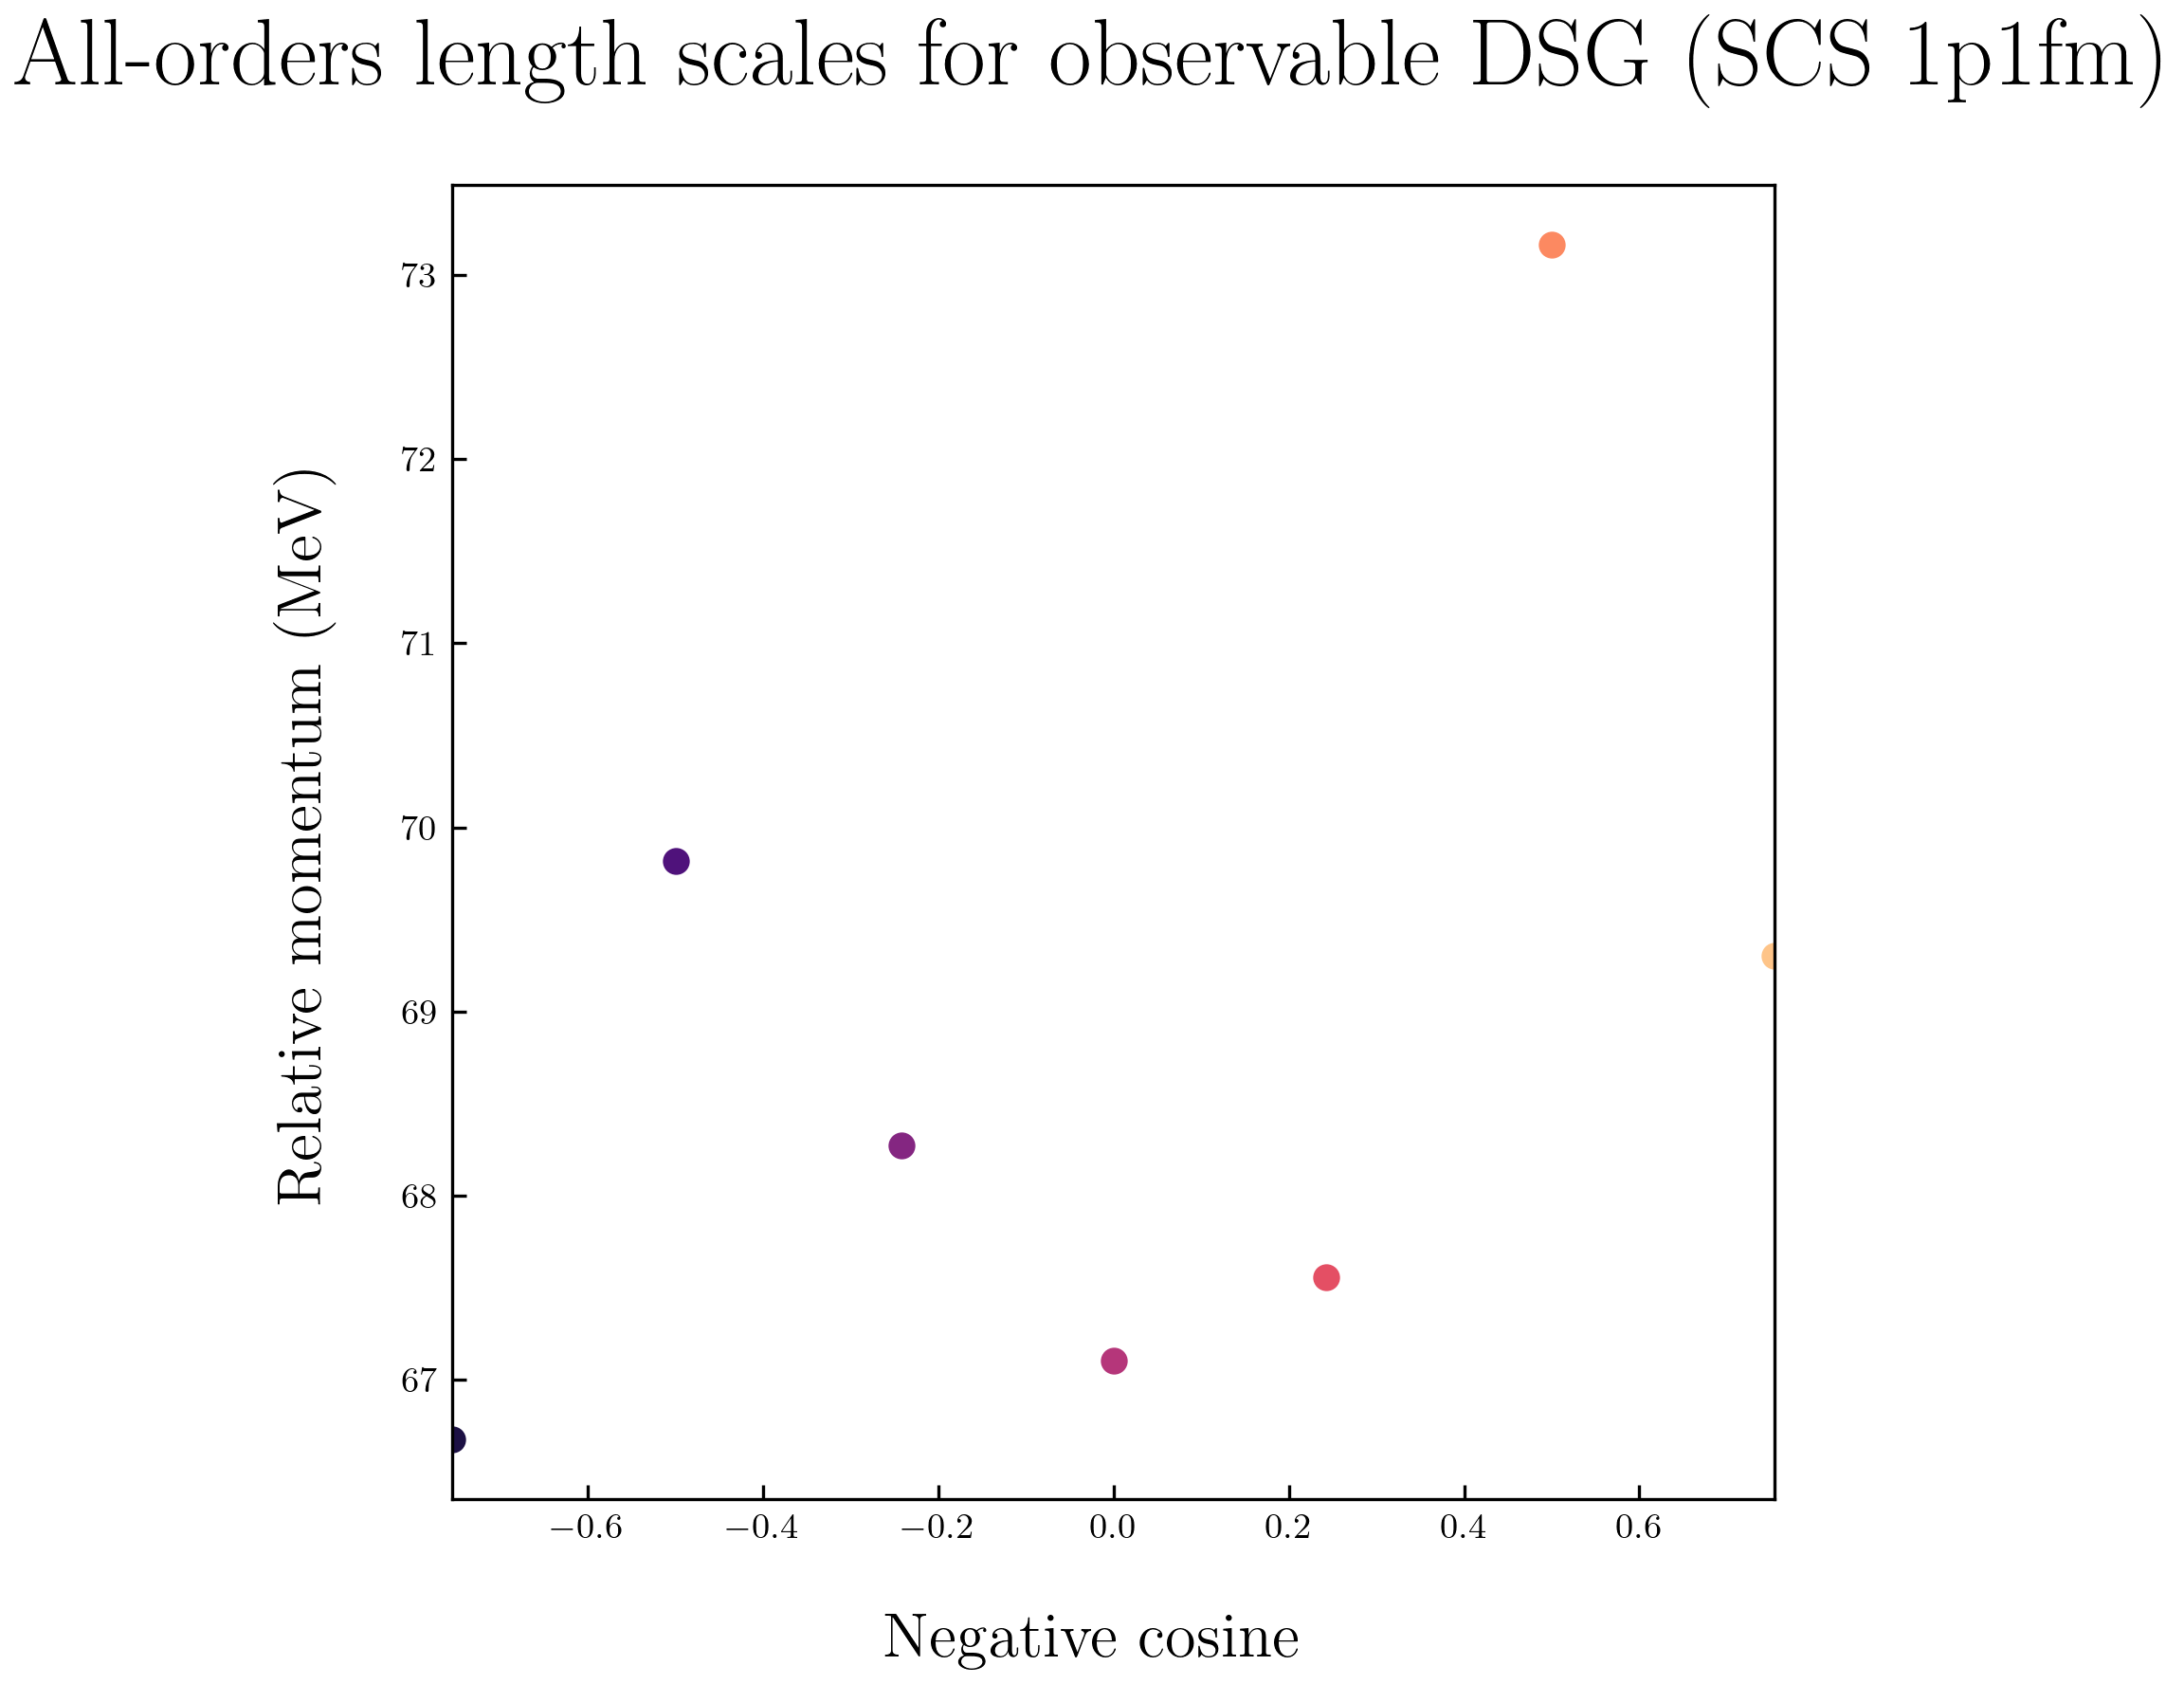 All-orders length scales for observable DSG (SCS 1p1fm)
Relative momentum (MeV)
73
72
71
70
69
68
67
−0.6 −0.4 −0.2 0.0 0.2 0.4 0.6
Negative cosine